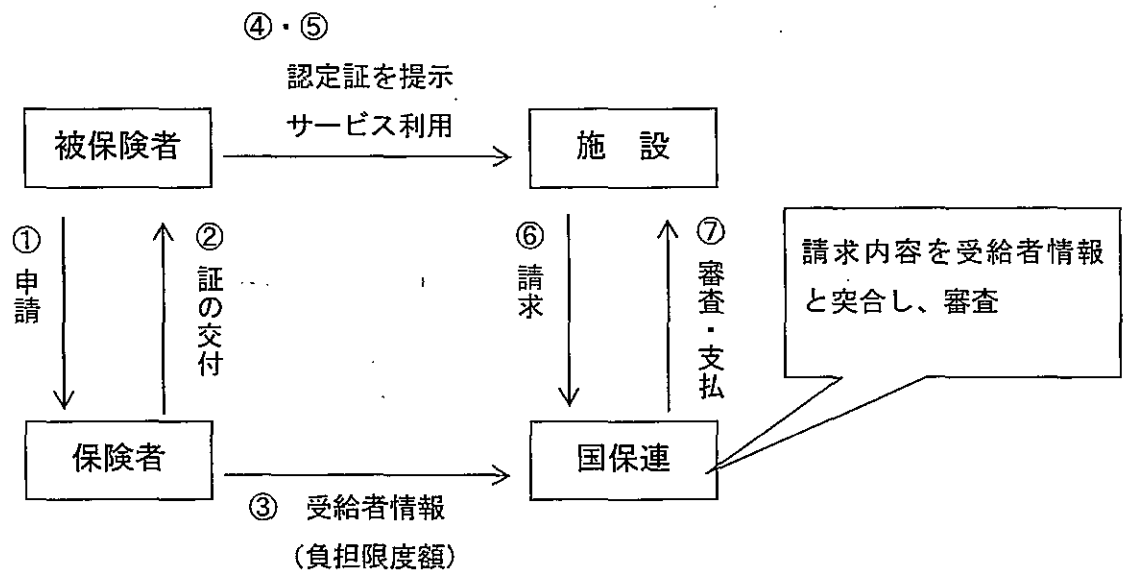 ④・⑤
認定証を提示
サービス利用
被保険者
施　設
①
申請
②
証の交付
⑥
請求
⑦
審査・支払
請求内容を受給者情報
と突合し、審査
保険者
国保連
③　受給者情報
（負担限度額）